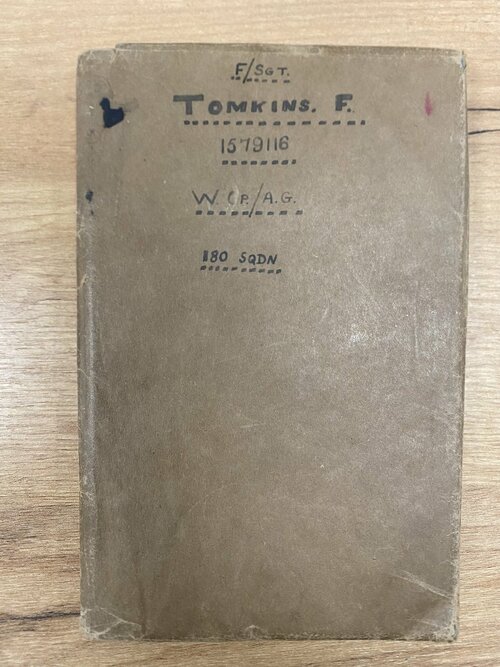 F/SGT.
TOMKINS. F.
1579116
W. OP./A.G.
180 SQDN